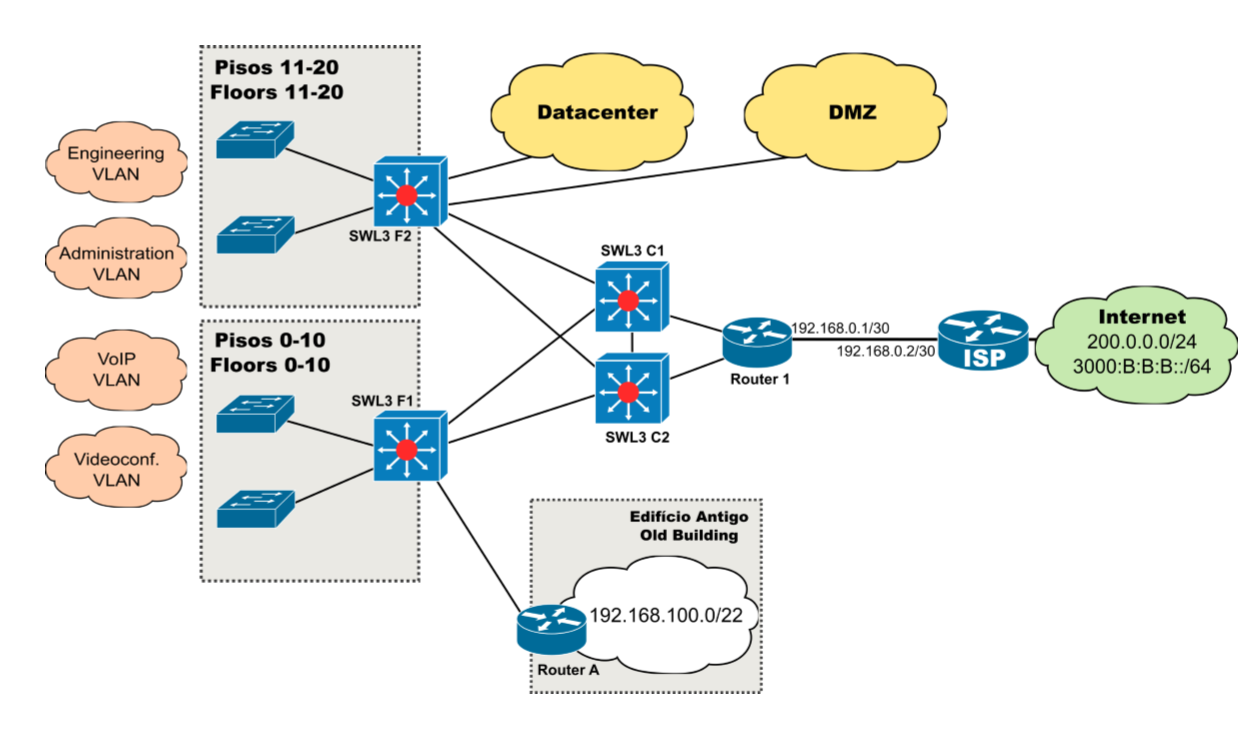 Pisos 11-20
Floors 11-20
Datacenter
DMZ
Engineering
VLAN
SWL3 F2
Administration
VLAN
SWL3 C1
Pisos 0-10
Floors 0-10
192.168.0.1/30
192.168.0.2/30
ISP
Internet
200.0.0.0/24
3000:B:B:B::/64
Router 1
VoIP
VLAN
SWL3 F1
SWL3 C2
Videoconf.
VLAN
Edifício Antigo
Old Building
192.168.100.0/22
Router A